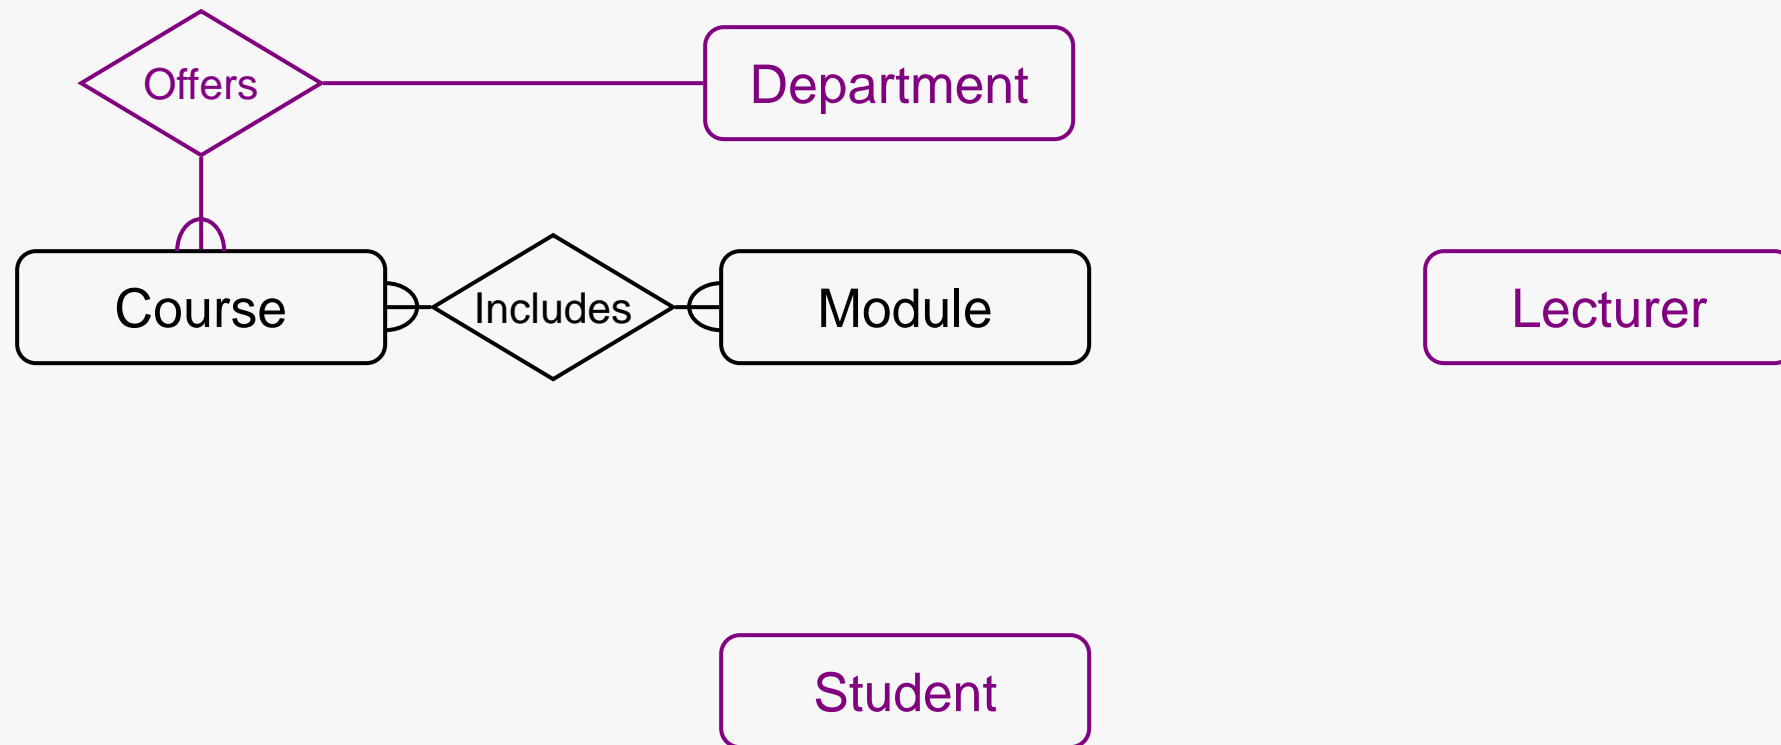 Offers
Department
Course
Includes
Module
Lecturer
Student